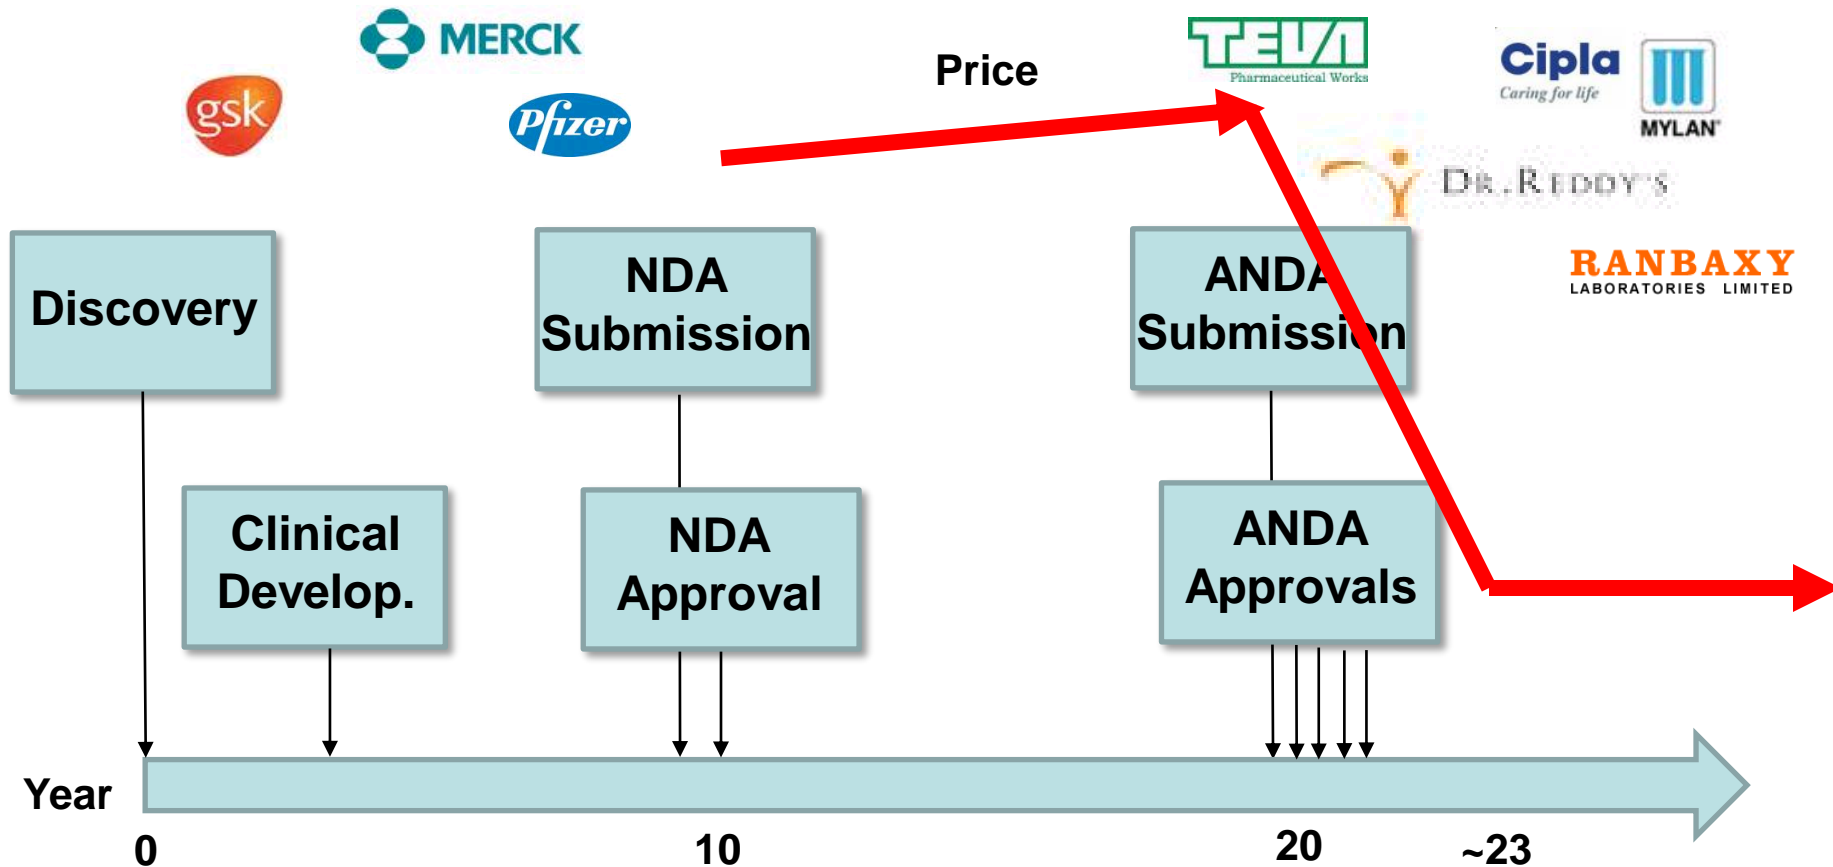 MERCK
gsk
Pfizer
Price
TEVA
Pharmaceutical Works
Cipla
Caring for life
MYLAN
DR. REDDY'S
RANBAXY
LABORATORIES LIMITED
Discovery
NDA
Submission
ANDA
Submission
Clinical
Develop.
NDA
Approval
ANDA
Approvals
Year
0
10
20
~23